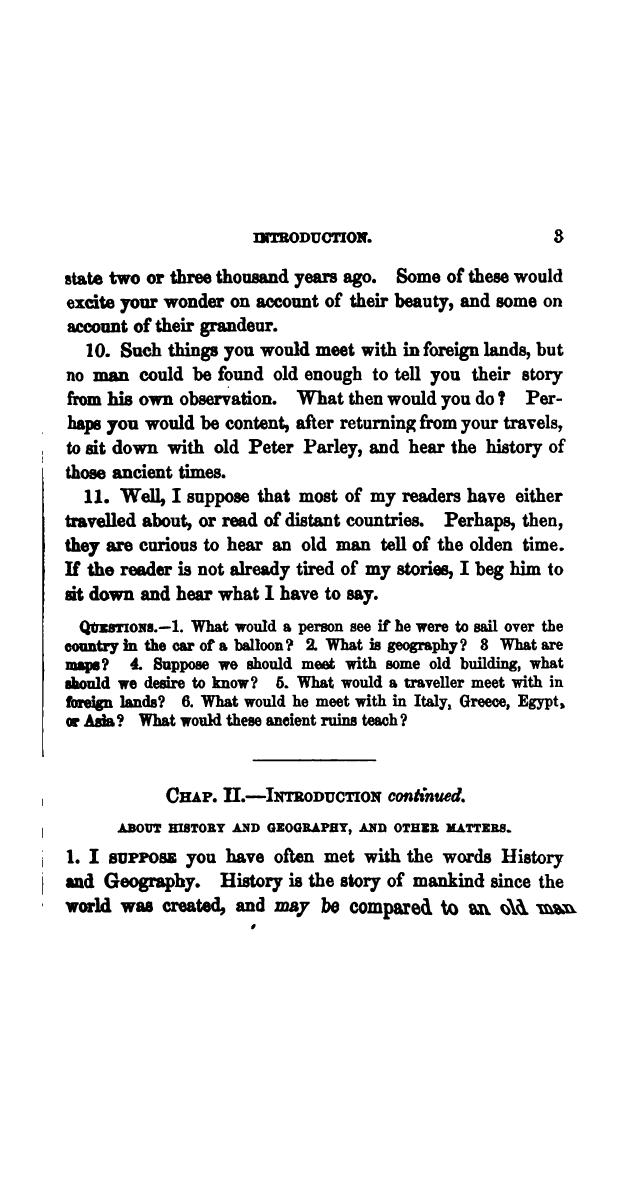 INTRODUCTION. 3
state two or three thousand years ago. Some of these would
excite your wonder on account of their beauty, and some on
account of their grandeur.
10. Such things you would meet with in foreign lands, but
no man could be found old enough to tell you their story
from his own observation. What then would you do? Per-
haps you would be content, after returning from your travels,
to sit down with old Peter Parley, and hear the history of
those ancient times.
11. Well, I suppose that most of my readers have either
travelled about, or read of distant countries. Perhaps, then,
they are curious to hear an old man tell of the olden time.
If the reader is not already tired of my stories, I beg him to
sit down and hear what I have to say.
QUESTIONS.—1. What would a person see if he were to sail over the
country in the car of a balloon? 2. What is geography? 3 What are
maps? 4. Suppose we should meet with some old building, what
should we desire to know? 5. What would a traveller meet with in
foreign lands? 6. What would he meet with in Italy, Greece, Egypt,
or Asia? What would these ancient ruins teach?
CHAP. II.—INTRODUCTION continued.
ABOUT HISTORY AND GEOGRAPHY, AND OTHER MATTERS.
1. I SUPPOSE you have often met with the words History
and Geography. History is the story of mankind since the
world was created, and may be compared to an old man